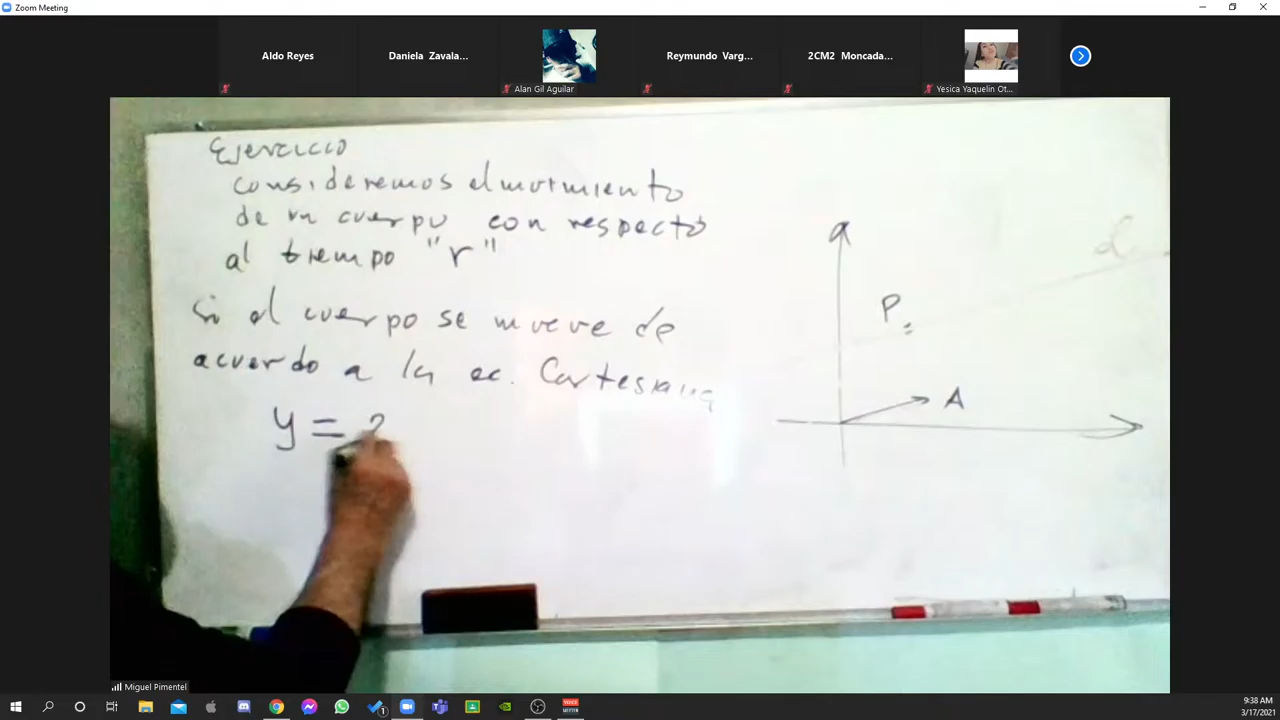 Zoom Meeting
Aldo Reyes
Daniela Zavala...
Alan Gil Aguilar
Reymundo Varg...
2CM2 Moncada...
Yesica Yaquelin Ot...
Ejercicio
consideremos el movimiento
de un cuerpo con respecto
al tiempo "r"
Si el cuerpo se mueve de
acuerdo a la ec. Cartesiana
y =
P
A
Miguel Pimentel
1
VOICE
9:38 AM
3/17/2021